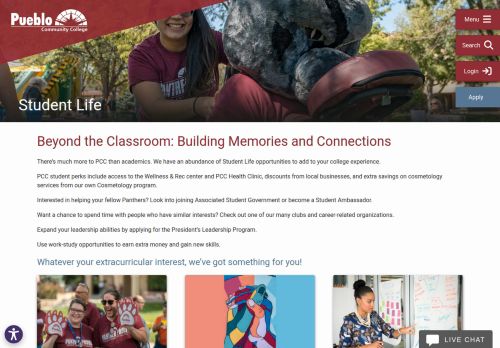 Pueblo
Community College
Menu
Search
Login
Apply
Student Life
Beyond the Classroom: Building Memories and Connections
There's much more to PCC than academics. We have an abundance of Student Life opportunities to add to your college experience.
PCC student perks include access to the Wellness & Rec center and PCC Health Clinic, discounts from local businesses, and extra savings on cosmetology
services from our own Cosmetology program.
Interested in helping your fellow Panthers? Look into joining Associated Student Government or become a Student Ambassador.
Want a chance to spend time with people who have similar interests? Check out one of our many clubs and career-related organizations.
Expand your leadership abilities by applying for the President's Leadership Program.
Use work-study opportunities to earn extra money and gain new skills.
Whatever your extracurricular interest, we've got something for you!
LIVE CHAT